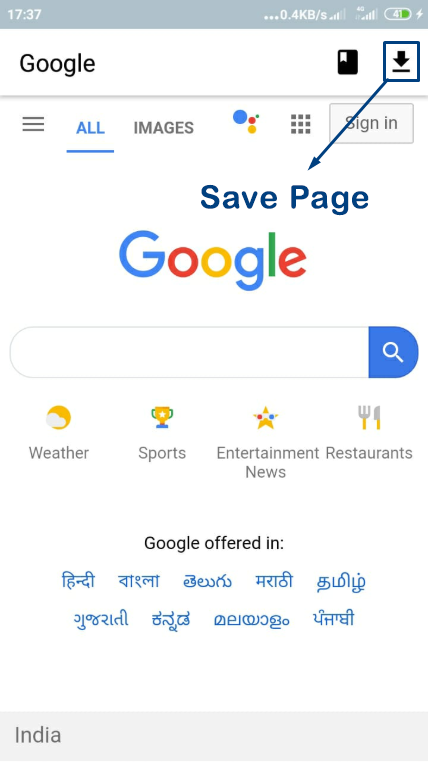 17:37 ...0.4KB/s 4G 41
Google
ALL IMAGES Sign in
Save Page
Google
Weather Sports Entertainment News Restaurants
Google offered in:
हिन्दी বাংলা తెలుగు मराठी தமிழ்
ગુજરાતી ಕನ್ನಡ മലയാളം ਪੰਜਾਬੀ
India